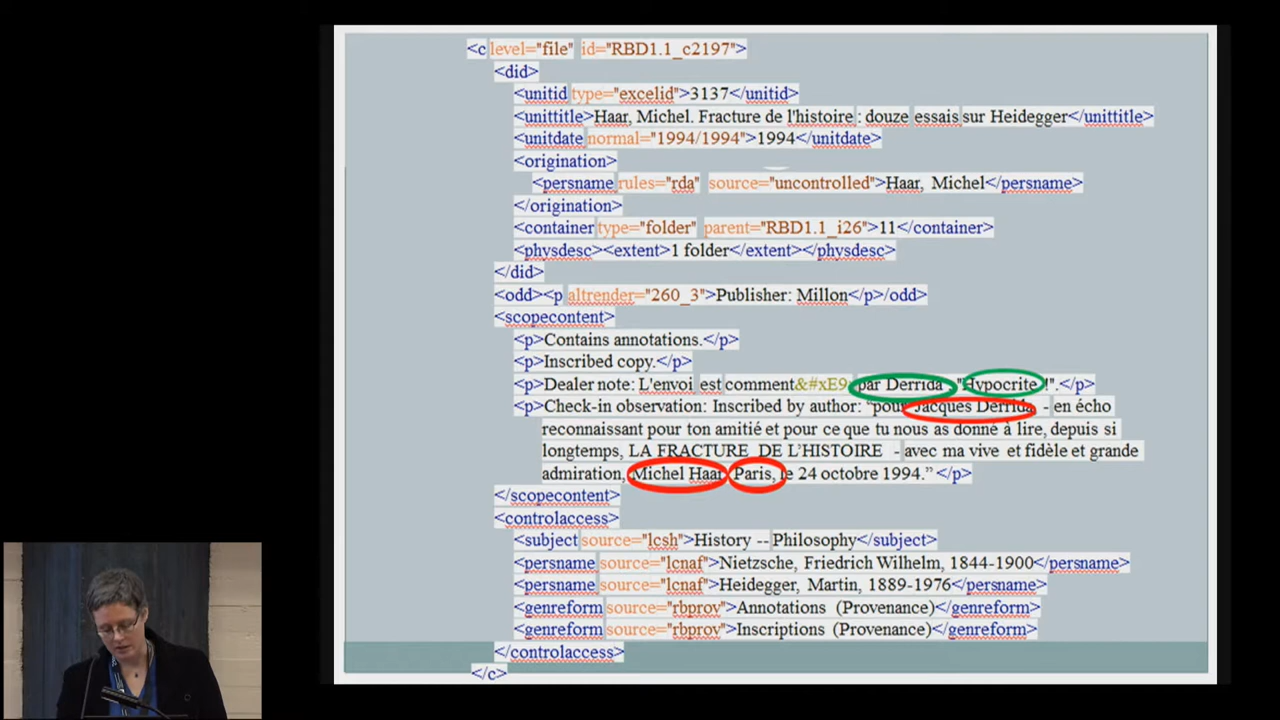 <c level="file" id="RBD1.1_c2197">
<did>
<unitid type="excelid">3137</unitid>
<unittitle>Haar, Michel. Fracture de l'histoire : douze essais sur Heidegger</unittitle>
<unitdate normal="1994/1994">1994</unitdate>
<origination>
<persname rules="rda" source="uncontrolled">Haar, Michel</persname>
</origination>
<container type="folder" parent="RBD1.1_i26">11</container>
<physdesc><extent>1 folder</extent></physdesc>
</did>
<odd><p altrender="260_3">Publisher: Millon</p>/odd>
<scopecontent>
<p>Contains annotations.</p>
<p>Inscribed copy.</p>
<p>Dealer note: L'envoi est comment&#xE9; par Derrida : "Hypocrite !".</p>
<p>Check-in observation: Inscribed by author: “pour Jacques Derrida - en écho
reconnaissant pour ton amitié et pour ce que tu nous as donné à lire, depuis si
longtemps, LA FRACTURE DE L’HISTOIRE - avec ma vive et fidèle et grande
admiration, Michel Haar Paris, le 24 octobre 1994.” </p>
</scopecontent>
<controlaccess>
<subject source="lcsh">History -- Philosophy</subject>
<persname source="lcnaf">Nietzsche, Friedrich Wilhelm, 1844-1900</persname>
<persname source="lcnaf">Heidegger, Martin, 1889-1976</persname>
<genreform source="rbprov">Annotations (Provenance)</genreform>
<genreform source="rbprov">Inscriptions (Provenance)</genreform>
</controlaccess>
</c>